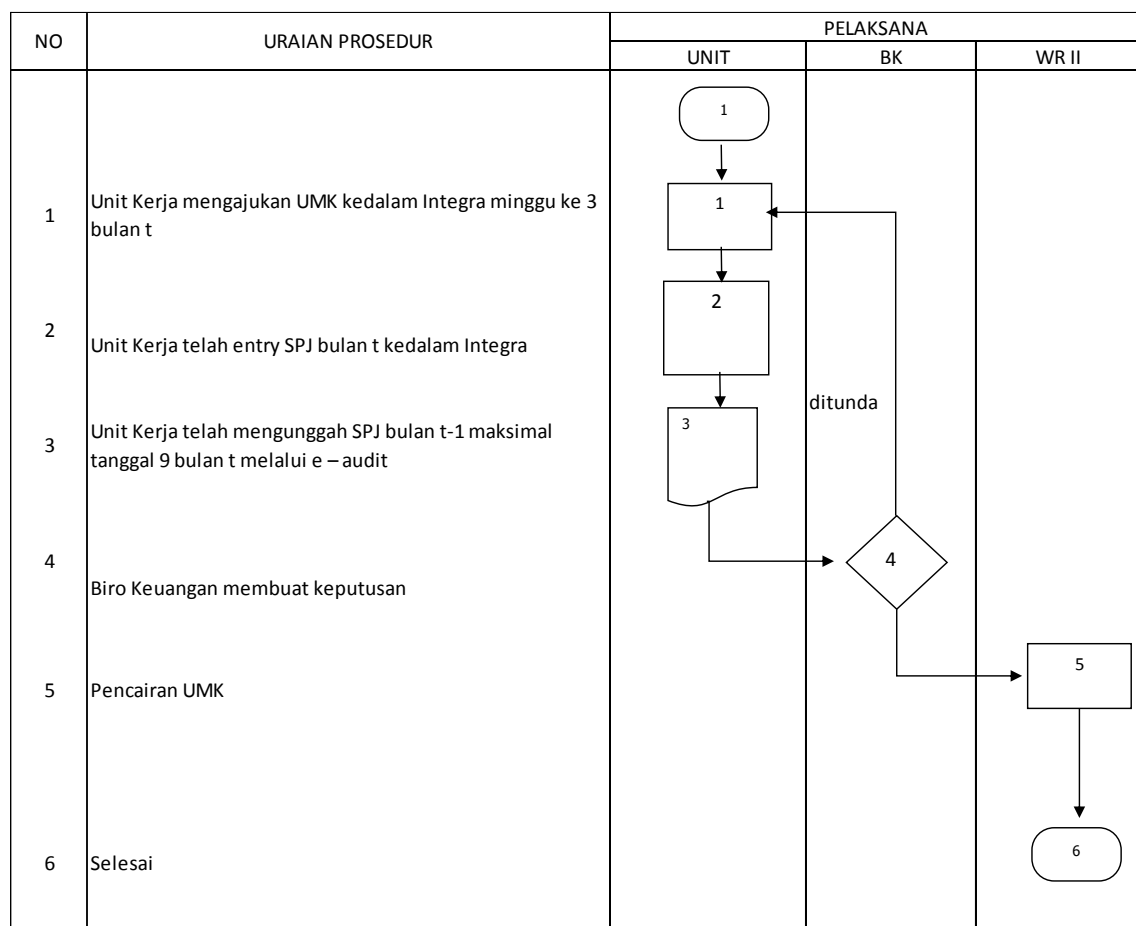 NO
URAIAN PROSEDUR
PELAKSANA
UNIT
BK
WR II
1
1
Unit Kerja mengajukan UMK kedalam Integra minggu ke 3
bulan t
1
2
Unit Kerja telah entry SPJ bulan t kedalam Integra
2
ditunda
3
Unit Kerja telah mengunggah SPJ bulan t-1 maksimal
tanggal 9 bulan t melalui e – audit
3
4
Biro Keuangan membuat keputusan
4
5
Pencairan UMK
5
6
Selesai
6